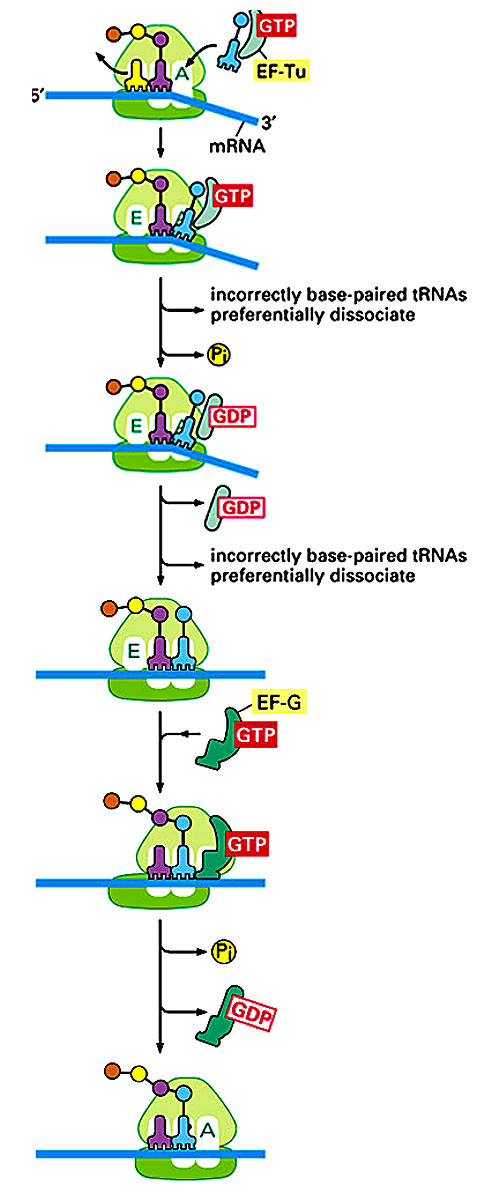 GTP
EF-Tu
A
5′
3′
mRNA
GTP
E
A
incorrectly base-paired tRNAs
preferentially dissociate
Pi
E
A
GDP
GDP
incorrectly base-paired tRNAs
preferentially dissociate
E
EF-G
GTP
GTP
Pi
GDP
A